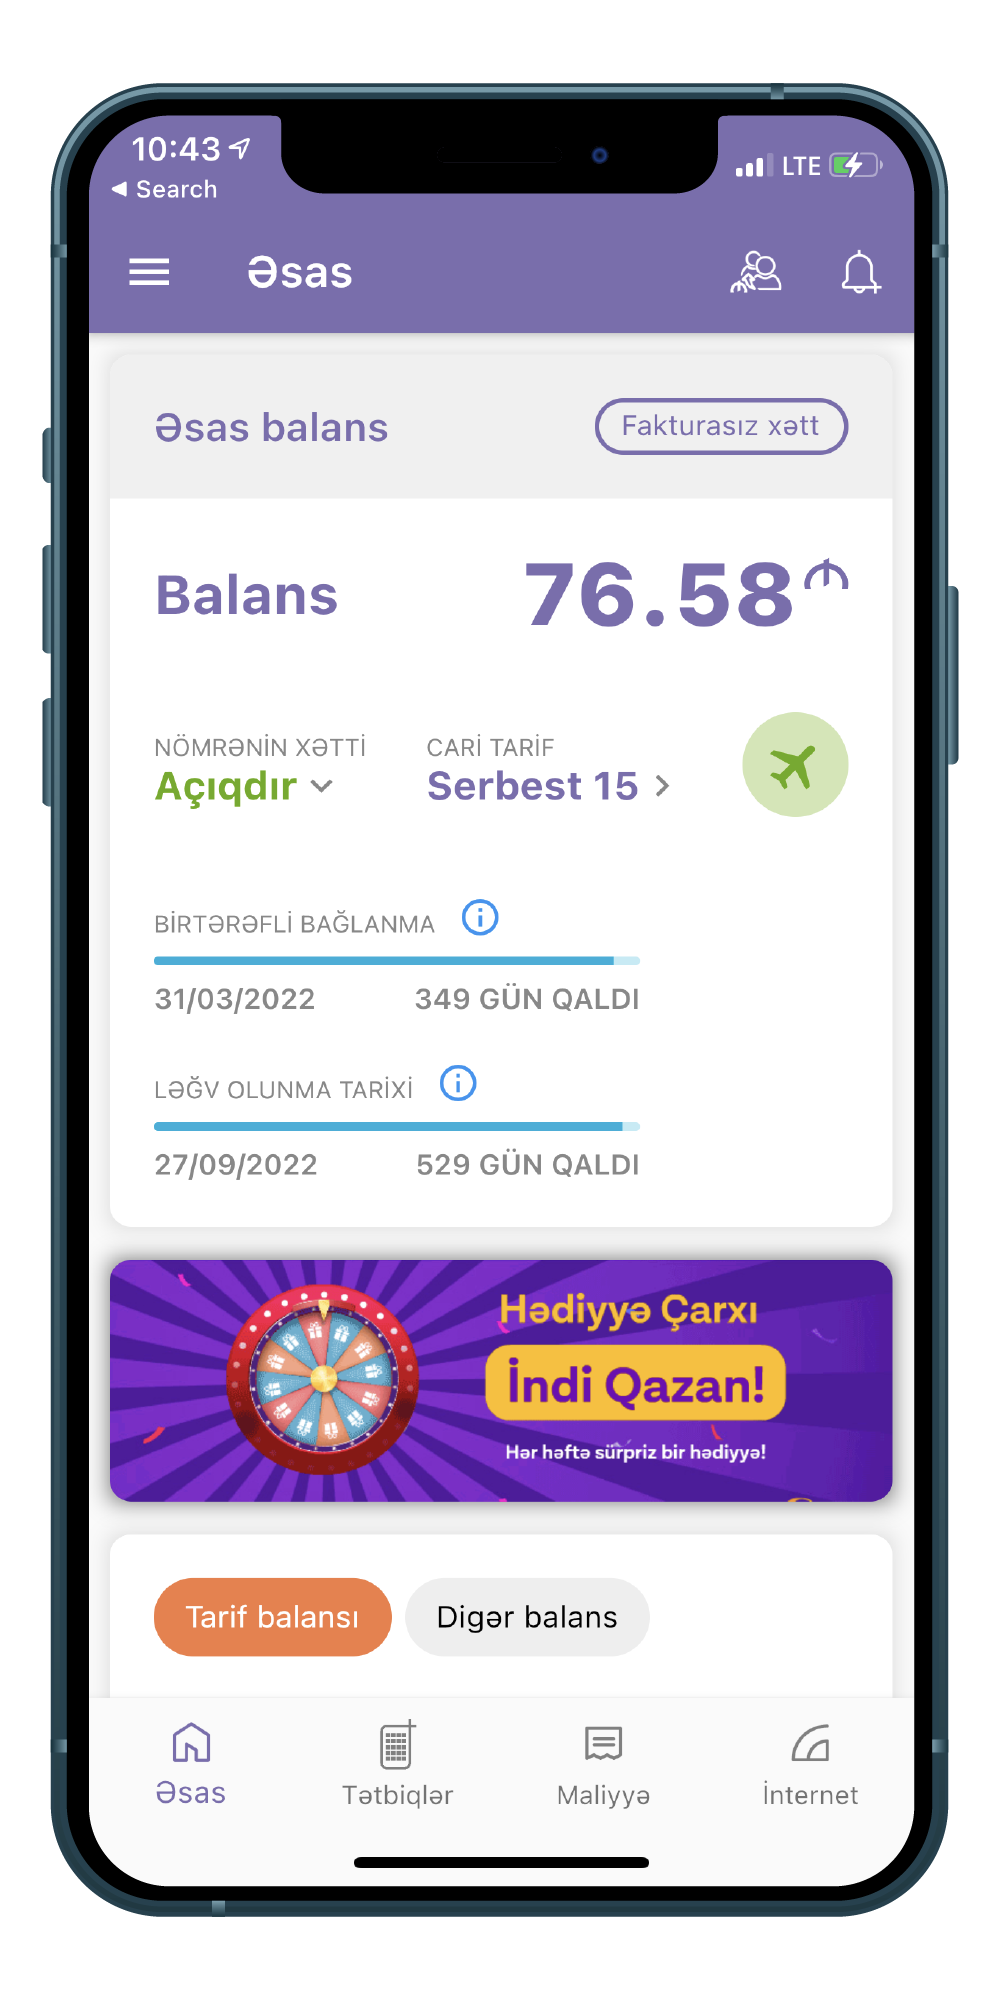 10:43
LTE
◀ Search
Əsas
Əsas balans
Fakturasız xətt
Balans
76.58₼
NÖMRƏNİN XƏTTİ
CARİ TARİF
Açıqdır
Serbest 15
BİRTƏRƏFLİ BAĞLANMA
31/03/2022
349 GÜN QALDI
LƏĞV OLUNMA TARİXİ
27/09/2022
529 GÜN QALDI
Hədiyyə Çarxı
İndi Qazan!
Hər həftə sürpriz bir hədiyyə!
Tarif balansı
Digər balans
Əsas
Tətbiqlər
Maliyyə
İnternet